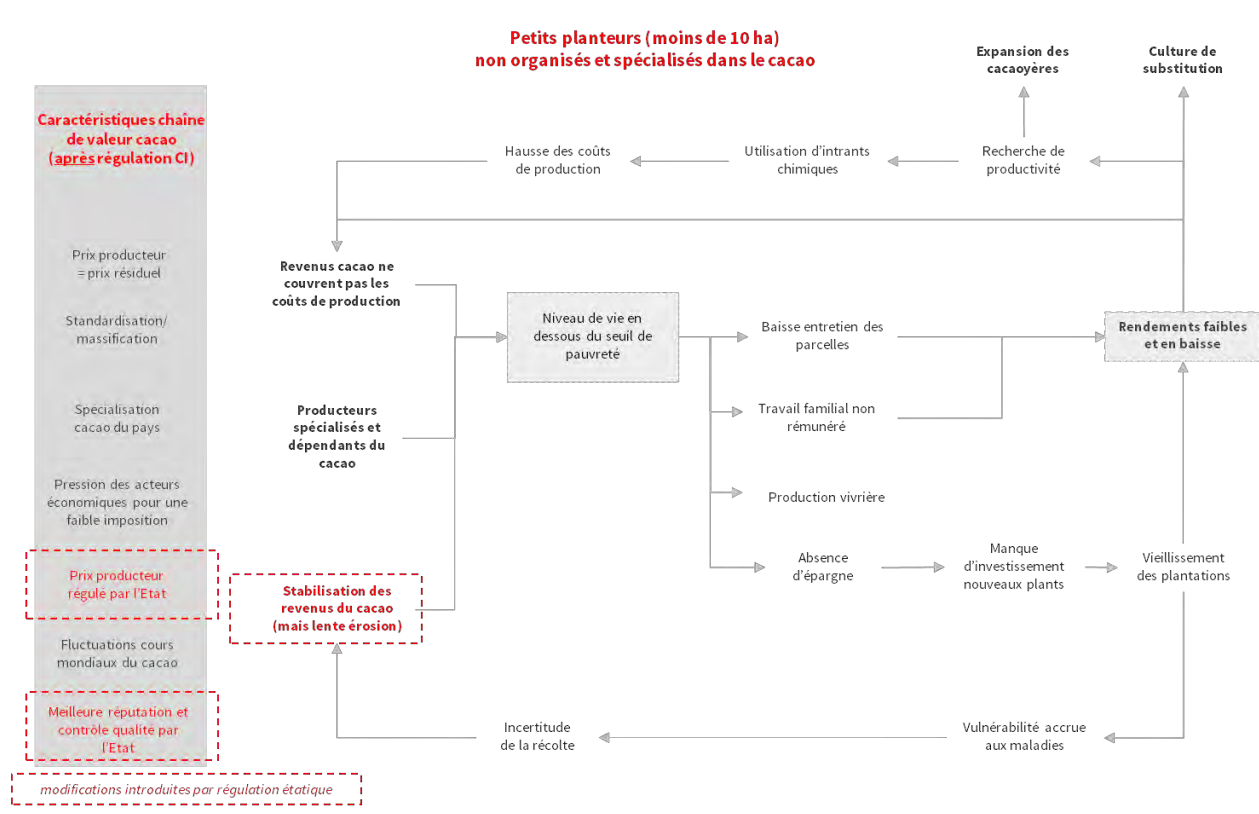 Petits planteurs (moins de 10 ha)
non organisés et spécialisés dans le cacao
Expansion des
cacaoyères
Culture de
substitution
Caractéristiques chaîne
de valeur cacao
(après régulation CI)
Hausse des coûts
de production
Utilisation d’intrants
chimiques
Recherche de
productivité
Prix producteur
= prix résiduel
Standardisation/
massification
Spécialisation
cacao du pays
Pression des acteurs
économiques pour une
faible imposition
Prix producteur
régulé par l’Etat
Fluctuations cours
mondiaux du cacao
Meilleure réputation et
contrôle qualité par
l’Etat
modifications introduites par régulation étatique
Revenus cacao ne
couvrent pas les
coûts de production
Producteurs
spécialisés et
dépendants du
cacao
Stabilisation des
revenus du cacao
(mais lente érosion)
Niveau de vie en
dessous du seuil de
pauvreté
Baisse entretien des
parcelles
Travail familial non
rémunéré
Production vivrière
Absence
d’épargne
Manque
d’investissement
nouveaux plants
Vieillissement
des plantations
Rendements faibles
et en baisse
Incertitude
de la récolte
Vulnérabilité accrue
aux maladies